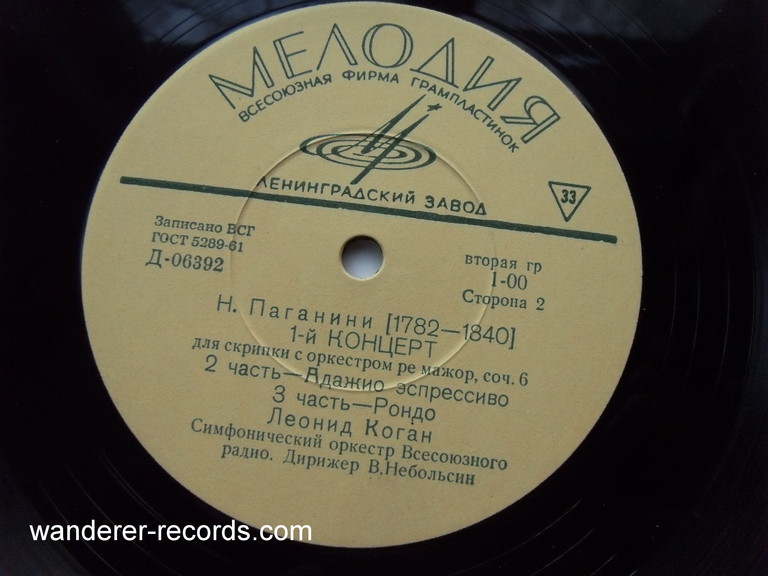 МЕЛОДИЯ
ВСЕСОЮЗНАЯ ФИРМА ГРАМПЛАСТИНОК
ЛЕНИНГРАДСКИЙ ЗАВОД
33
Записано ВСГ
ГОСТ 5289-61
Д-06392
вторая гр
1-00
Сторона 2
Н. Паганини [1782—1840]
1-й КОНЦЕРТ
для скрипки с оркестром ре мажор, соч. 6
2 часть—Адажио эспрессиво
3 часть—Рондо
Леонид Коган
Симфонический оркестр Всесоюзного
радио. Дирижер В.Небольсин
wanderer-records.com